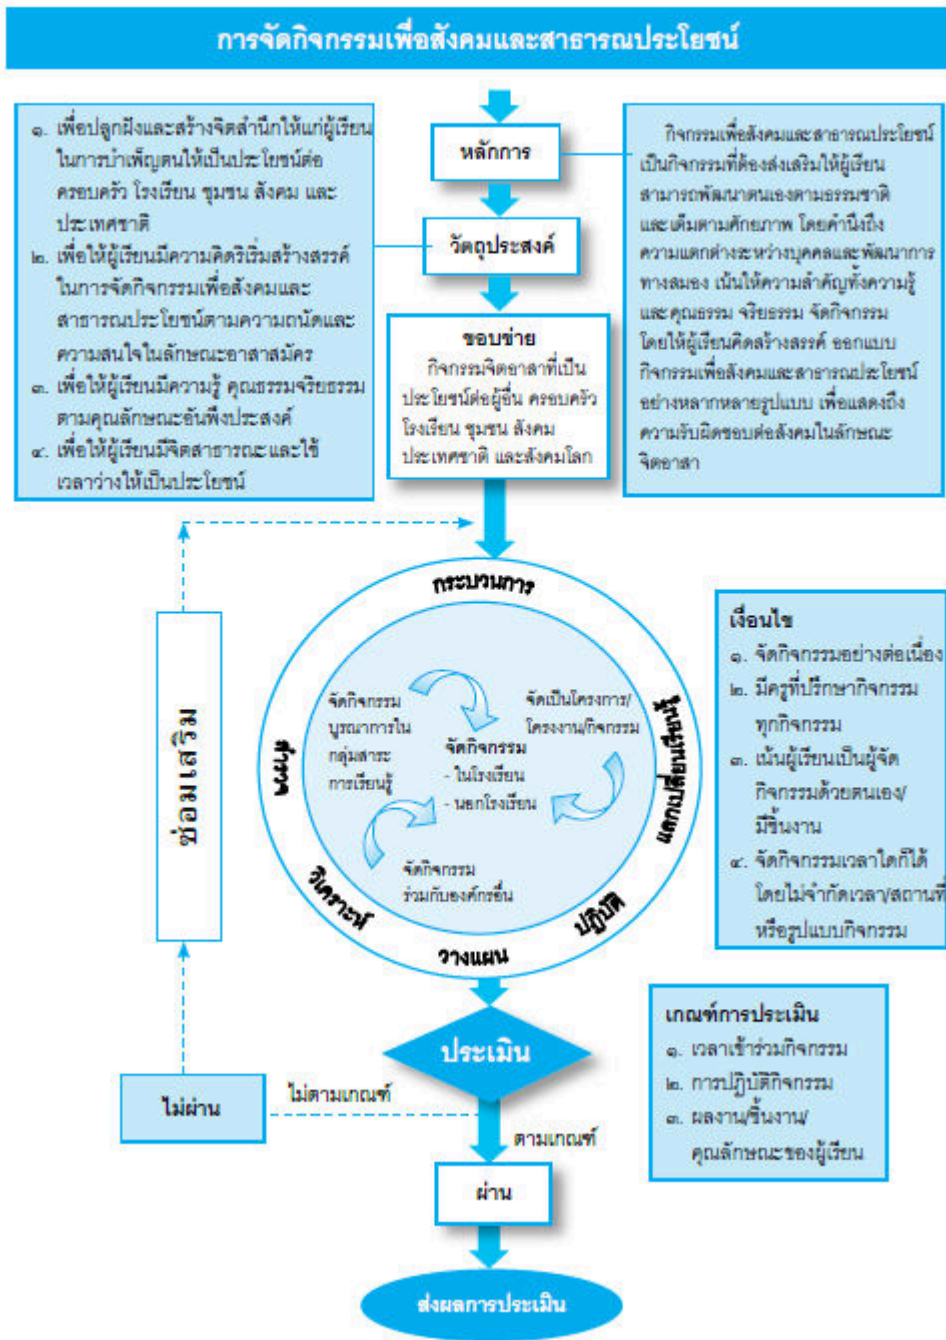 การจัดกิจกรรมเพื่อสังคมและสาธารณประโยชน์
หลักการ
วัตถุประสงค์
๑. เพื่อปลูกฝังและสร้างจิตสำนึกให้แก่ผู้เรียน
ในการบำเพ็ญตนให้เป็นประโยชน์ต่อ
ครอบครัว โรงเรียน ชุมชน สังคม และ
ประเทศชาติ
๒. เพื่อให้ผู้เรียนมีความคิดริเริ่มสร้างสรรค์
ในการจัดกิจกรรมเพื่อสังคมและ
สาธารณประโยชน์ตามความถนัดและ
ความสนใจในลักษณะอาสาสมัคร
๓. เพื่อให้ผู้เรียนมีความรู้ คุณธรรมจริยธรรม
ตามคุณลักษณะอันพึงประสงค์
๔. เพื่อให้ผู้เรียนมีจิตสาธารณะและใช้
เวลาว่างให้เป็นประโยชน์
กิจกรรมเพื่อสังคมและสาธารณประโยชน์
เป็นกิจกรรมที่ต้องส่งเสริมให้ผู้เรียน
สามารถพัฒนาตนเองตามธรรมชาติ
และเต็มตามศักยภาพ โดยคำนึงถึง
ความแตกต่างระหว่างบุคคลและพัฒนาการ
ทางสมอง เน้นให้ความสำคัญทั้งความรู้
และคุณธรรม จริยธรรม จัดกิจกรรม
โดยให้ผู้เรียนคิดสร้างสรรค์ ออกแบบ
กิจกรรมเพื่อสังคมและสาธารณประโยชน์
อย่างหลากหลายรูปแบบ เพื่อแสดงถึง
ความรับผิดชอบต่อสังคมในลักษณะ
จิตอาสา
ขอบข่าย
กิจกรรมจิตอาสาที่เป็น
ประโยชน์ต่อผู้อื่น ครอบครัว
โรงเรียน ชุมชน สังคม
ประเทศชาติ และสังคมโลก
กระบวนการ
สำรวจ
วิเคราะห์
วางแผน
ปฏิบัติ
แลกเปลี่ยนเรียนรู้
จัดกิจกรรม
บูรณาการใน
กลุ่มสาระ
การเรียนรู้
จัดเป็นโครงการ/
โครงงาน/กิจกรรม
จัดกิจกรรม
- ในโรงเรียน
- นอกโรงเรียน
จัดกิจกรรม
ร่วมกับองค์กรอื่น
ซ่อมเสริม
เงื่อนไข
๑. จัดกิจกรรมอย่างต่อเนื่อง
๒. มีครูที่ปรึกษากิจกรรม
ทุกกิจกรรม
๓. เน้นผู้เรียนเป็นผู้จัด
กิจกรรมด้วยตนเอง/
มีชิ้นงาน
๔. จัดกิจกรรมเวลาใดก็ได้
โดยไม่จำกัดเวลา/สถานที่
หรือรูปแบบกิจกรรม
ประเมิน
เกณฑ์การประเมิน
๑. เวลาเข้าร่วมกิจกรรม
๒. การปฏิบัติกิจกรรม
๓. ผลงาน/ชิ้นงาน/
คุณลักษณะของผู้เรียน
ไม่ผ่าน
ไม่ตามเกณฑ์
ตามเกณฑ์
ผ่าน
ส่งผลการประเมิน